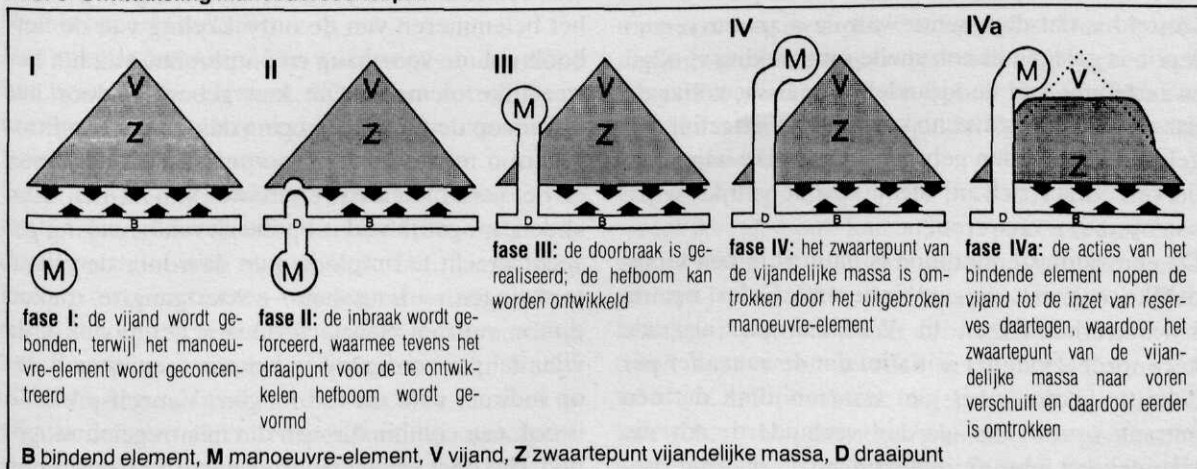 I
II
III
IV
IVa
V
Z
V
Z
M
V
Z
M
V
Z
M
V
Z
B
D
B
D
B
D
B
D
B
M
M
fase I: de vijand wordt ge-
bonden, terwijl het manoeu-
vre-element wordt geconcen-
treerd
fase II: de inbraak wordt ge-
forceerd, waarmee tevens het
draaipunt voor de te ontwik-
kelen hefboom wordt ge-
vormd
fase III: de doorbraak is ge-
lukt, de hefboom kan
worden ontwikkeld
fase IV: het zwaartepunt van
de vijandelijke massa is om-
trokken door het uitgebroken
manoeuvre-element
fase IVa: de acties van het
bindende element nopen de
vijand tot de inzet van reser-
ves daartegen, waardoor het
zwaartepunt van de vijan-
delijke massa naar voren
verschuift en daardoor eerder
is omtrokken
B bindend element, M manoeuvre-element, V vijand, Z zwaartepunt vijandelijke massa, D draaipunt